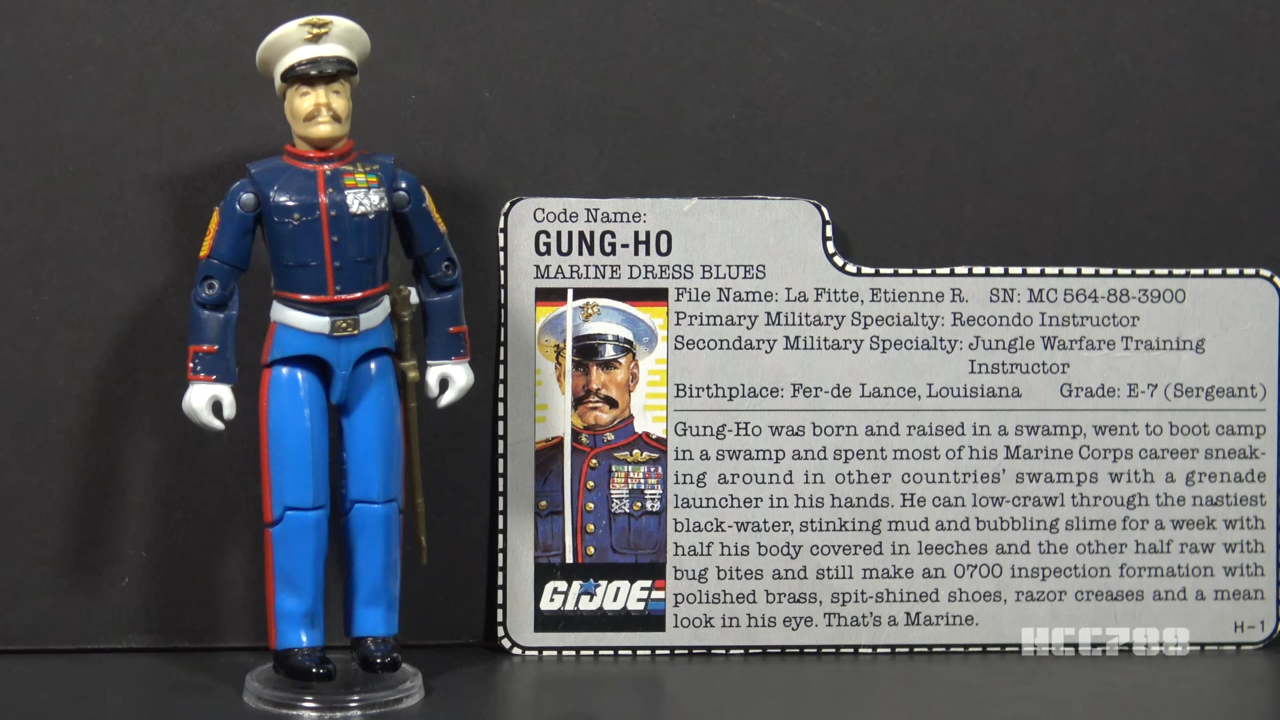 Code Name:
GUNG-HO
MARINE DRESS BLUES
File Name: La Fitte, Etienne R. SN: MC 564-88-3900
Primary Military Specialty: Recondo Instructor
Secondary Military Specialty: Jungle Warfare Training
Instructor
Birthplace: Fer-de Lance, Louisiana Grade: E-7 (Sergeant)
Gung-Ho was born and raised in a swamp, went to boot camp
in a swamp and spent most of his Marine Corps career sneak-
ing around in other countries' swamps with a grenade
launcher in his hands. He can low-crawl through the nastiest
black-water, stinking mud and bubbling slime for a week with
half his body covered in leeches and the other half raw with
bug bites and still make an 0700 inspection formation with
polished brass, spit-shined shoes, razor creases and a mean
look in his eye. That's a Marine.
GI JOE
H-1
HCC788